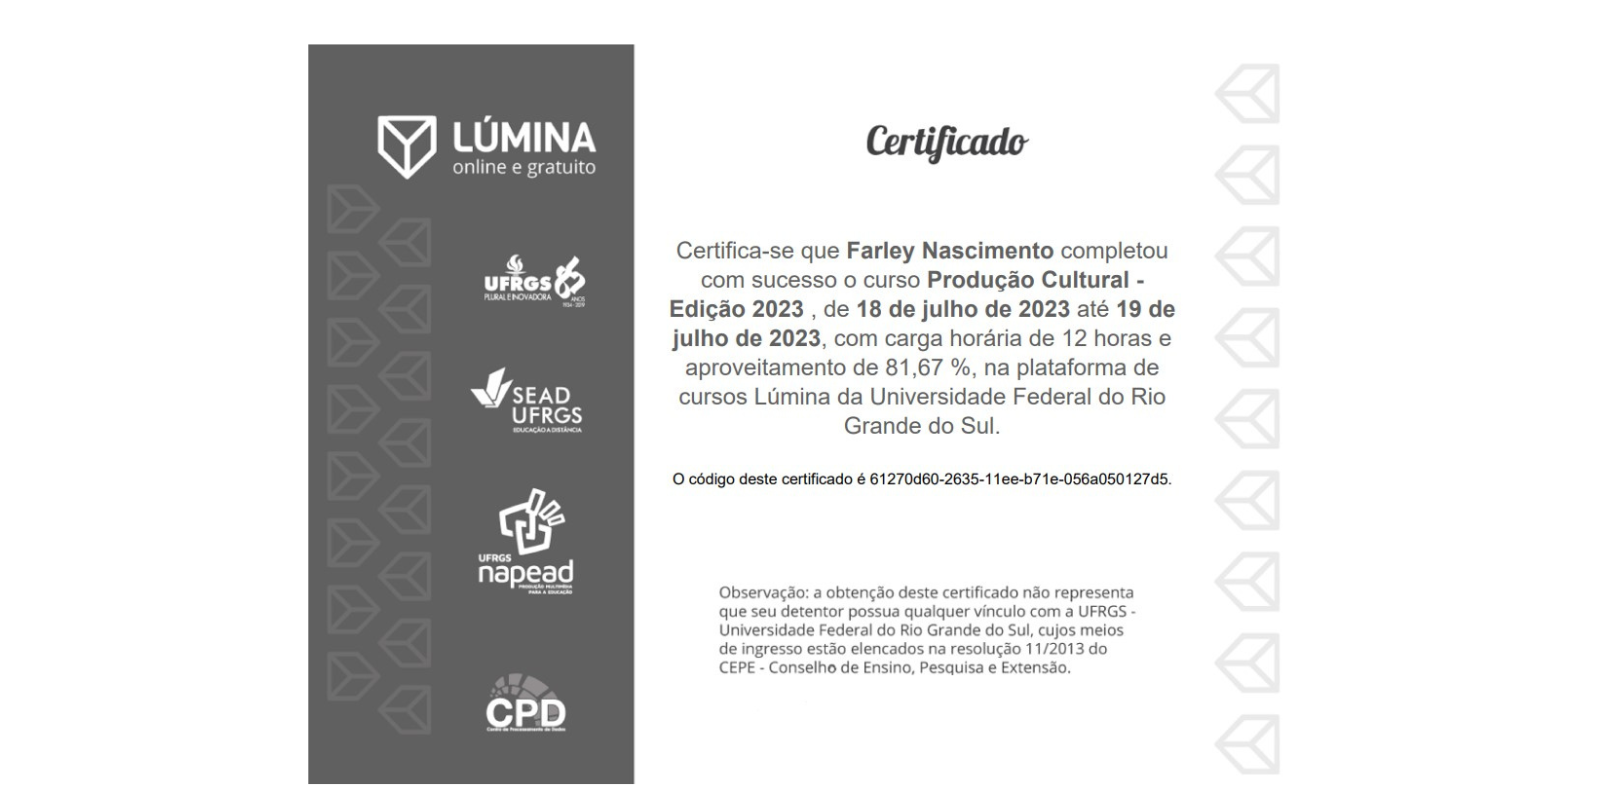 LÚMINA
online e gratuito
UFRGS
PLURAL E INOVADORA
ANOS
1934 - 2019
SEAD
UFRGS
EDUCAÇÃO A DISTÂNCIA
UFRGS
napead
PRODUÇÃO MULTIMÍDIA
PARA A EDUCAÇÃO
CPD
Centro de Processamento de Dados
Certificado
Certifica-se que Farley Nascimento completou
com sucesso o curso Produção Cultural -
Edição 2023 , de 18 de julho de 2023 até 19 de
julho de 2023, com carga horária de 12 horas e
aproveitamento de 81,67 %, na plataforma de
cursos Lúmina da Universidade Federal do Rio
Grande do Sul.
O código deste certificado é 61270d60-2635-11ee-b71e-056a050127d5.
Observação: a obtenção deste certificado não representa
que seu detentor possua qualquer vínculo com a UFRGS -
Universidade Federal do Rio Grande do Sul, cujos meios
de ingresso estão elencados na resolução 11/2013 do
CEPE - Conselho de Ensino, Pesquisa e Extensão.